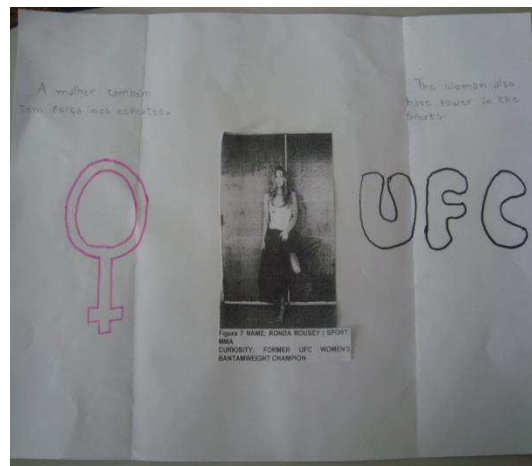 A mulher também
tem força nos esportes.
The woman also
have power in the
sports.
UFC
Figura 7 NAME: RONDA ROUSEY | SPORT
MMA
CURIOSITY: FORMER UFC WOMEN'S
BANTAMWEIGHT CHAMPION